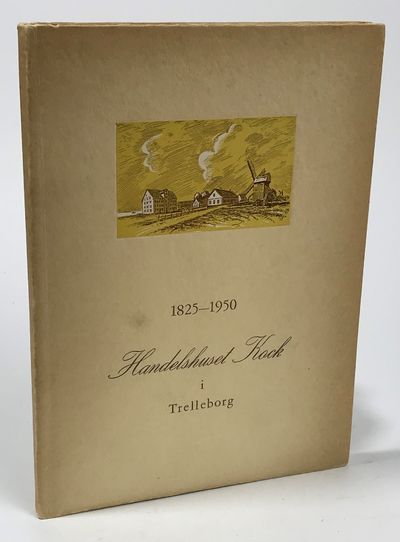 1825—1950
Handelshuset Kock
i
Trelleborg